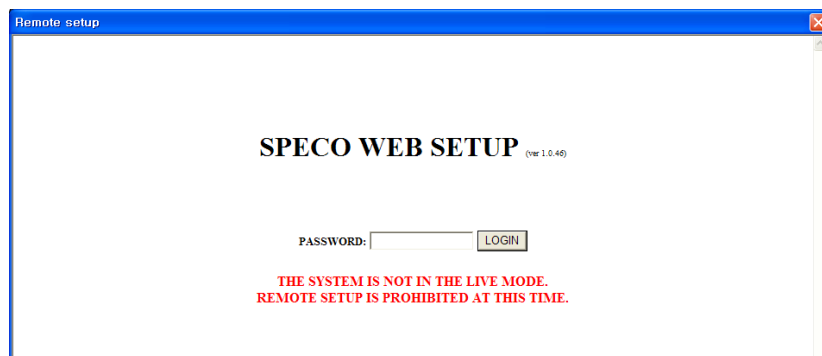 Remote setup
SPECO WEB SETUP (ver 1.0.46)
PASSWORD: LOGIN
THE SYSTEM IS NOT IN THE LIVE MODE.
REMOTE SETUP IS PROHIBITED AT THIS TIME.